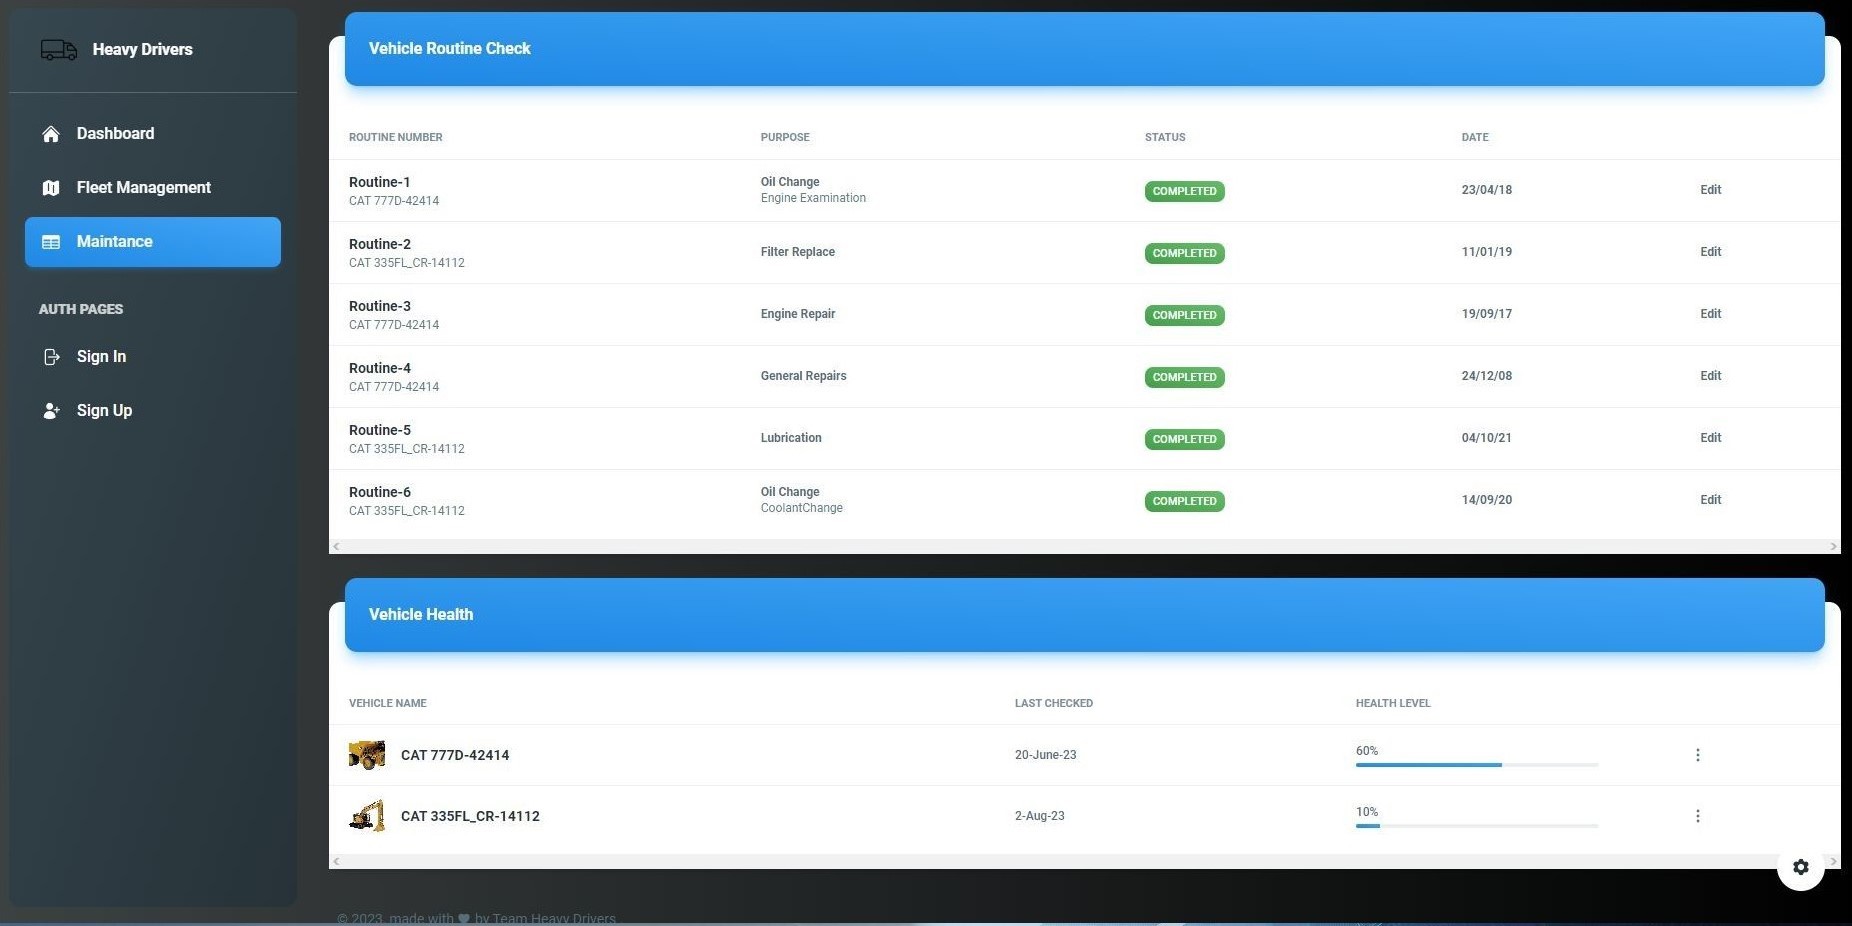 Heavy Drivers
Dashboard
Fleet Management
Maintance
AUTH PAGES
Sign In
Sign Up
Vehicle Routine Check
ROUTINE NUMBER PURPOSE STATUS DATE
Routine-1
CAT 777D-42414
Oil Change
Engine Examination
COMPLETED
23/04/18
Edit
Routine-2
CAT 335FL_CR-14112
Filter Replace
COMPLETED
11/01/19
Edit
Routine-3
CAT 777D-42414
Engine Repair
COMPLETED
19/09/17
Edit
Routine-4
CAT 777D-42414
General Repairs
COMPLETED
24/12/08
Edit
Routine-5
CAT 335FL_CR-14112
Lubrication
COMPLETED
04/10/21
Edit
Routine-6
CAT 335FL_CR-14112
Oil Change
CoolantChange
COMPLETED
14/09/20
Edit
Vehicle Health
VEHICLE NAME LAST CHECKED HEALTH LEVEL
CAT 777D-42414 20-June-23 60%
CAT 335FL_CR-14112 2-Aug-23 10%
© 2023, made with ♥ by Team Heavy Drivers .